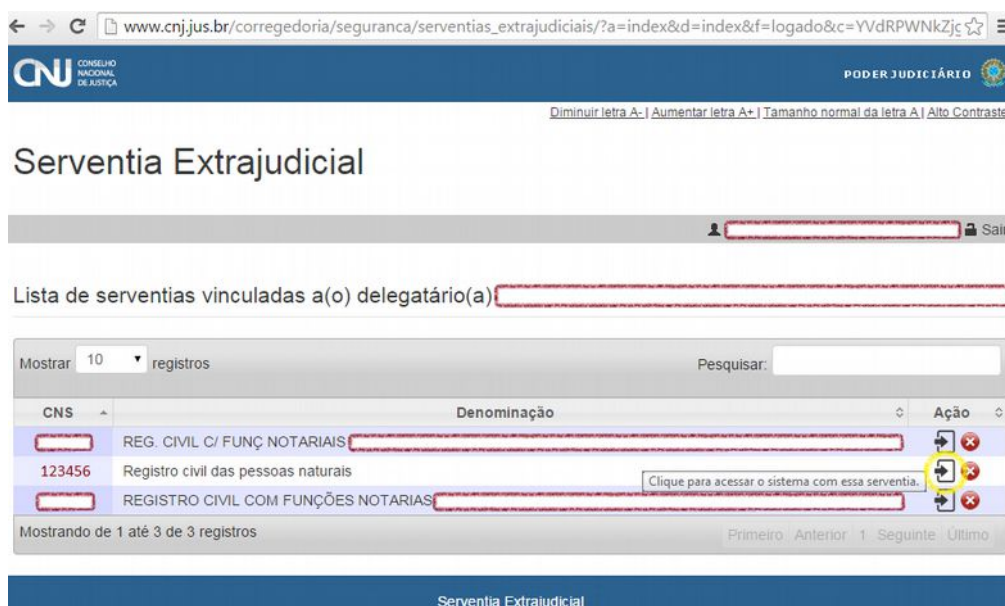 www.cnj.jus.br/corregedoria/seguranca/serventias_extrajudiciais/?a=index&d=index&f=logado&c=YVdRPWNkZjg
CNJ CONSELHO NACIONAL DE JUSTIÇA
PODER JUDICIÁRIO
Diminuir letra A- | Aumentar letra A+ | Tamanho normal da letra A | Alto Contraste
Serventia Extrajudicial
Sair
Lista de serventias vinculadas a(o) delegatário(a)
Mostrar 10 registros Pesquisar:
CNS Denominação Ação
REG. CIVIL C/ FUNÇ NOTARIAIS
123456 Registro civil das pessoas naturais
Clique para acessar o sistema com essa serventia.
REGISTRO CIVIL COM FUNÇÕES NOTARIAS
Mostrando de 1 até 3 de 3 registros Primeiro Anterior 1 Seguinte Último
Serventia Extrajudicial